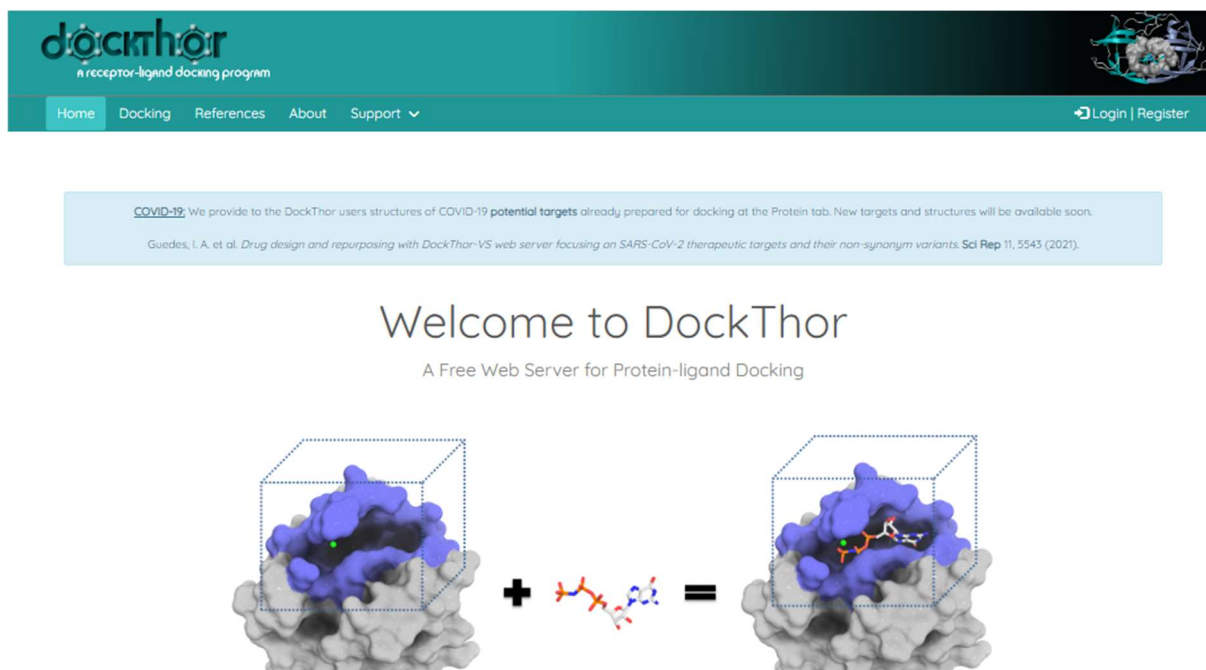 dockthor
A receptor-ligand docking program
Home Docking References About Support Login | Register
COVID-19: We provide to the DockThor users structures of COVID-19 potential targets already prepared for docking at the Protein tab. New targets and structures will be available soon.
Guedes, I. A. et al. Drug design and repurposing with DockThor-VS web server focusing on SARS-CoV-2 therapeutic targets and their non-synonym variants. Sci Rep 11, 5543 (2021).
Welcome to DockThor
A Free Web Server for Protein-ligand Docking